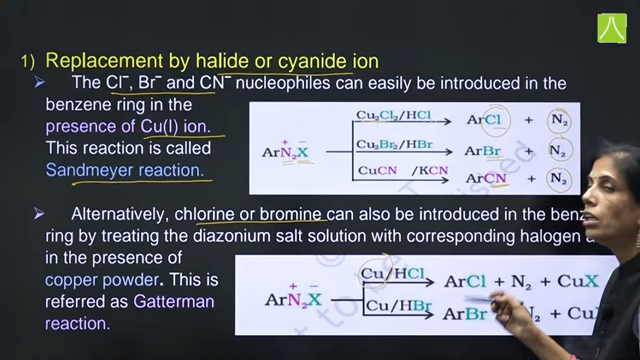 1) Replacement by halide or cyanide ion
➤ The Cl⁻, Br⁻ and CN⁻ nucleophiles can easily be introduced in the
benzene ring in the
presence of Cu(I) ion.
This reaction is called
Sandmeyer reaction.
Cu₂Cl₂/HCl ArCl + N₂
ArN₂⁺X⁻ Cu₂Br₂/HBr ArBr + N₂
CuCN /KCN ArCN + N₂
➤ Alternatively, chlorine or bromine can also be introduced in the
ring by treating the diazonium salt solution with corresponding halogen
in the presence of
copper powder. This is
referred as Gatterman
reaction.
Cu/HCl ArCl + N₂ + CuX
ArN₂⁺X⁻
Cu/HBr ArBr N₂ +